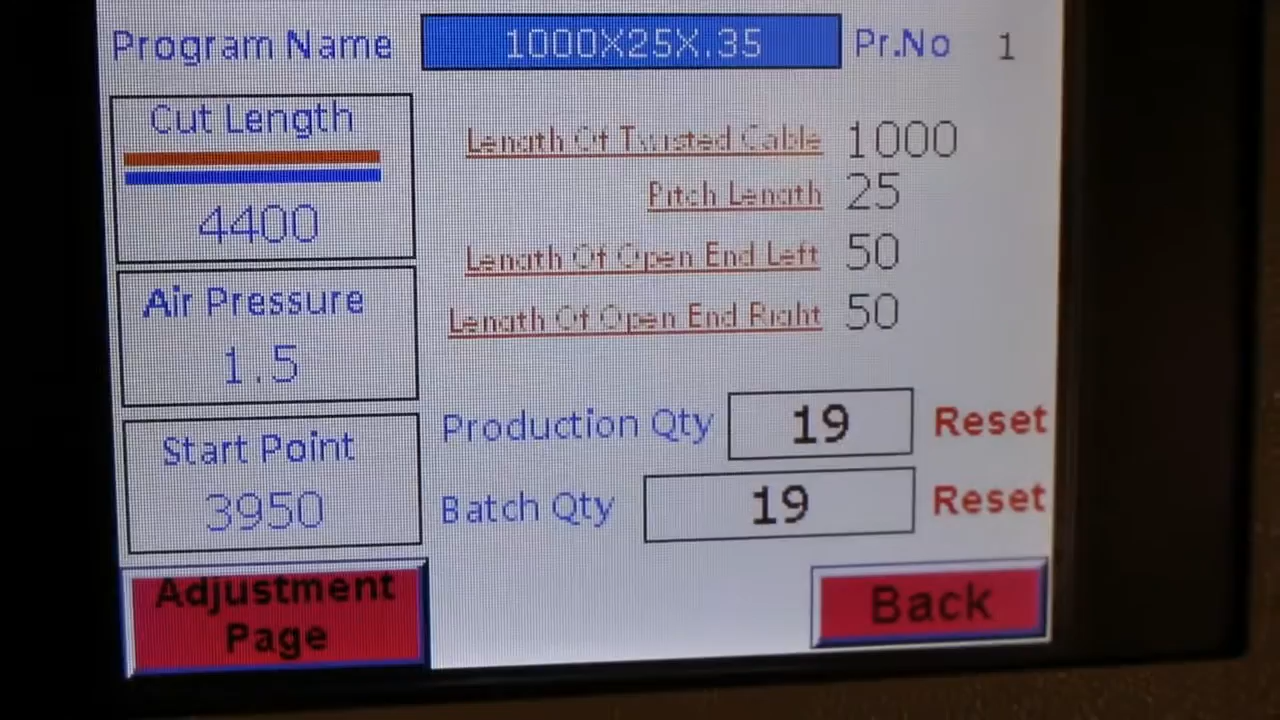 Program Name 1000X25X.35 Pr.No 1
Cut Length
4400
Length Of Twisted Cable 1000
Pitch Length 25
Length Of Open End Left 50
Length Of Open End Right 50
Air Pressure
1.5
Start Point
3950
Production Qty 19 Reset
Batch Qty 19 Reset
Adjustment
Page
Back